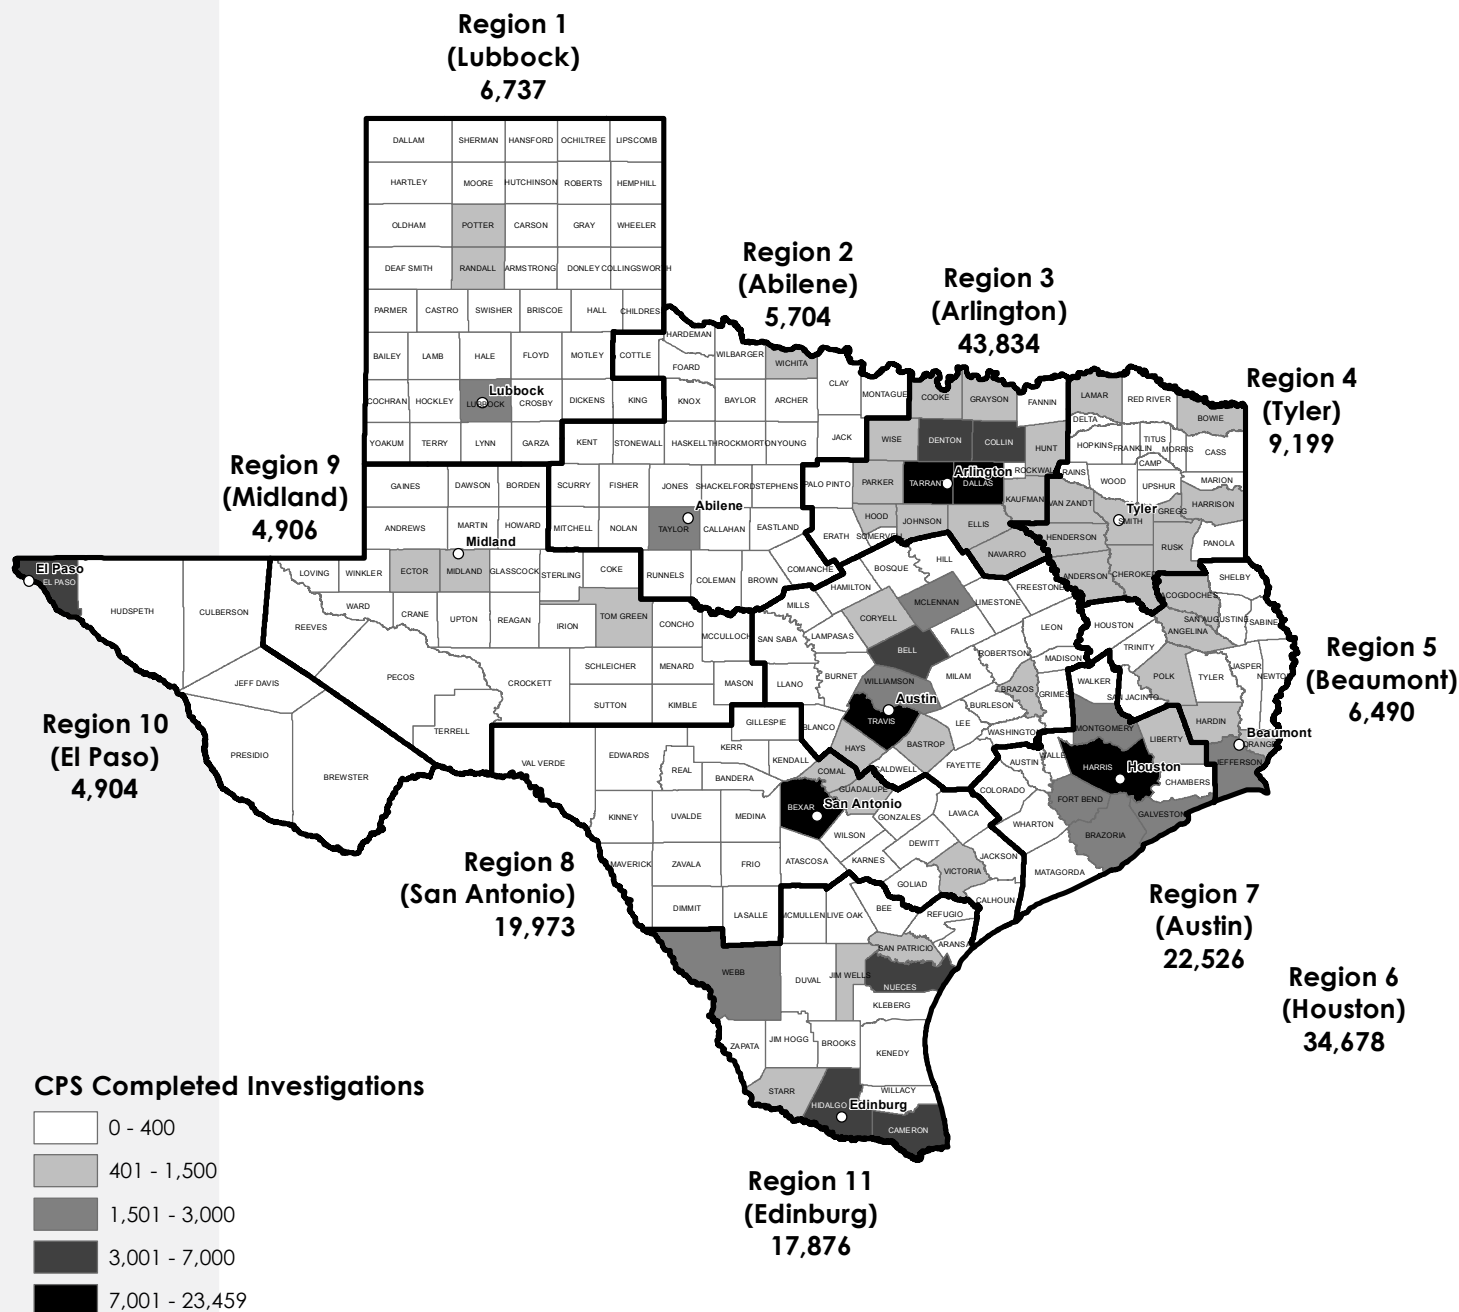 Region 1
(Lubbock)
6,737
DALLAM SHERMAN HANSFORD OCHILTREE LIPSCOMB
HARTLEY MOORE HUTCHINSON ROBERTS HEMPHILL
OLDHAM POTTER CARSON GRAY WHEELER
DEAF SMITH RANDALL ARMSTRONG DONLEY COLLINGSWORTH
PARMER CASTRO SWISHER BRISCOE HALL CHILDRESS
BAILEY LAMB HALE FLOYD MOTLEY COTTLE
COCHRAN HOCKLEY LUBBOCK CROSBY DICKENS KING
Lubbock
YOAKUM TERRY LYNN GARZA KENT STONEWALL HASKELL THROCKMORTON YOUNG JACK
Region 2
(Abilene)
5,704
HARDEMAN
FOARD WILBARGER WICHITA
CLAY MONTAGUE
KNOX BAYLOR ARCHER
Region 3
(Arlington)
43,834
COOKE GRAYSON FANNIN
WISE DENTON COLLIN HUNT
PARKER TARRANT DALLAS ROCKWALL
Arlington
KAUFMAN
HOOD JOHNSON ELLIS
PALO PINTO
ERATH SOMERVELL NAVARRO
Region 4
(Tyler)
9,199
LAMAR RED RIVER BOWIE
DELTA
HOPKINS FRANKLIN TITUS MORRIS CASS
CAMP
RAINS WOOD UPSHUR MARION
VAN ZANDT SMITH GREGG HARRISON
Tyler
HENDERSON RUSK PANOLA
ANDERSON CHEROKEE
Region 9
(Midland)
4,906
GAINES DAWSON BORDEN SCURRY FISHER JONES SHACKELFORD STEPHENS
Abilene
ANDREWS MARTIN HOWARD MITCHELL NOLAN TAYLOR CALLAHAN EASTLAND
Midland
LOVING WINKLER ECTOR MIDLAND GLASSCOCK STERLING COKE RUNNELS COLEMAN BROWN COMANCHE
WARD CRANE UPTON REAGAN IRION TOM GREEN CONCHO MCCULLOCH
REEVES
PECOS CROCKETT SCHLEICHER MENARD MASON
SUTTON KIMBLE
TERRELL
El Paso
EL PASO HUDSPETH CULBERSON
JEFF DAVIS
PRESIDIO BREWSTER
Region 10
(El Paso)
4,904
MILLS HAMILTON BOSQUE HILL
SAN SABA LAMPASAS CORYELL MCLENNAN LIMESTONE FREESTONE
BELL FALLS LEON
LLANO BURNET WILLIAMSON MILAM ROBERTSON MADISON
BRAZOS GRIMES
Austin
BLANCO TRAVIS LEE BURLESON WASHINGTON
HAYS BASTROP
CALDWELL FAYETTE
Region 5
(Beaumont)
6,490
SHELBY
NACOGDOCHES
SAN AUGUSTINE SABINE
HOUSTON ANGELINA
TRINITY
POLK TYLER JASPER NEWTON
SAN JACINTO
HARDIN
Beaumont
ORANGE
JEFFERSON
WALKER
MONTGOMERY LIBERTY
AUSTIN WALLER HARRIS
Houston
CHAMBERS
COLORADO FORT BEND GALVESTON
WHARTON BRAZORIA
MATAGORDA
GILLESPIE
VAL VERDE EDWARDS KERR
REAL BANDERA KENDALL COMAL
GUADALUPE
KINNEY UVALDE MEDINA BEXAR
San Antonio
GONZALES LAVACA
WILSON DEWITT
MAVERICK ZAVALA FRIO ATASCOSA KARNES
JACKSON
VICTORIA
GOLIAD
CALHOUN
DIMMIT LASALLE
Region 8
(San Antonio)
19,973
Region 7
(Austin)
22,526
Region 6
(Houston)
34,678
MCMULLEN LIVE OAK BEE REFUGIO
SAN PATRICIO ARANSAS
WEBB DUVAL JIM WELLS NUECES
KLEBERG
ZAPATA JIM HOGG BROOKS KENEDY
STARR HIDALGO WILLACY
Edinburg
CAMERON
Region 11
(Edinburg)
17,876
CPS Completed Investigations
0 - 400
401 - 1,500
1,501 - 3,000
3,001 - 7,000
7,001 - 23,459